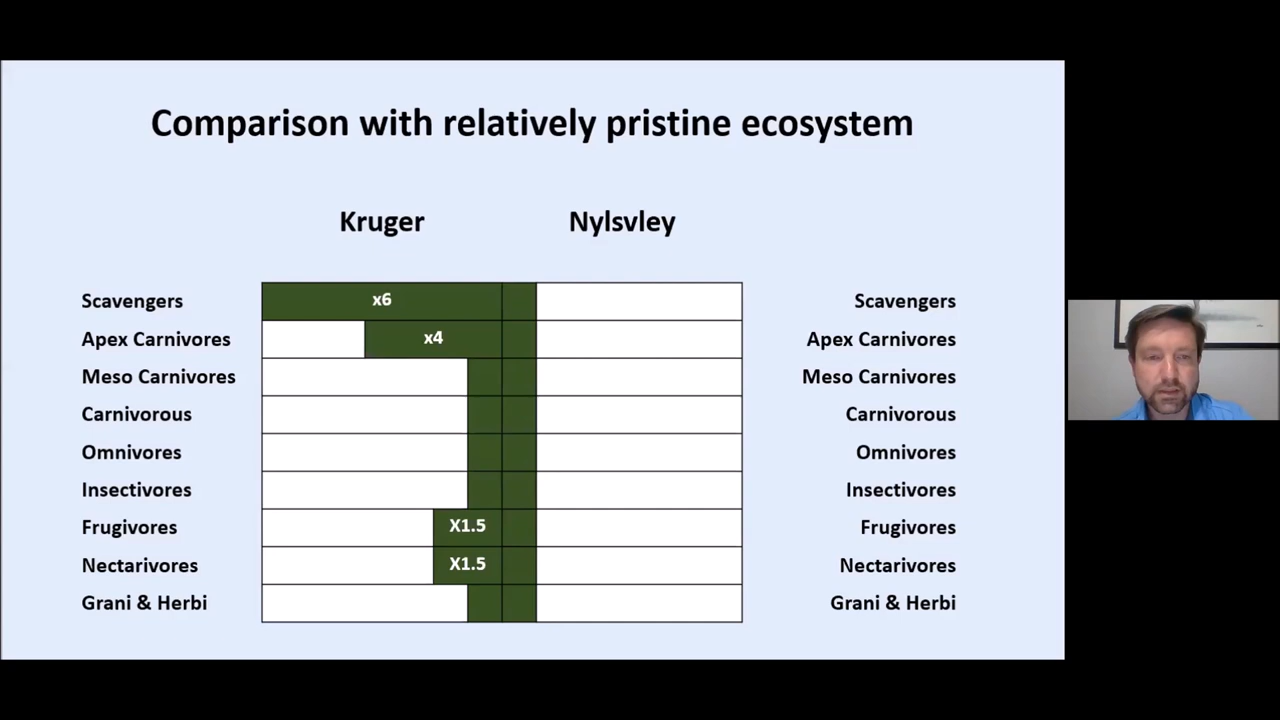 Comparison with relatively pristine ecosystem
Kruger Nylsvley
Scavengers x6 Scavengers
Apex Carnivores x4 Apex Carnivores
Meso Carnivores Meso Carnivores
Carnivorous Carnivorous
Omnivores Omnivores
Insectivores Insectivores
Frugivores X1.5 Frugivores
Nectarivores X1.5 Nectarivores
Grani & Herbi Grani & Herbi